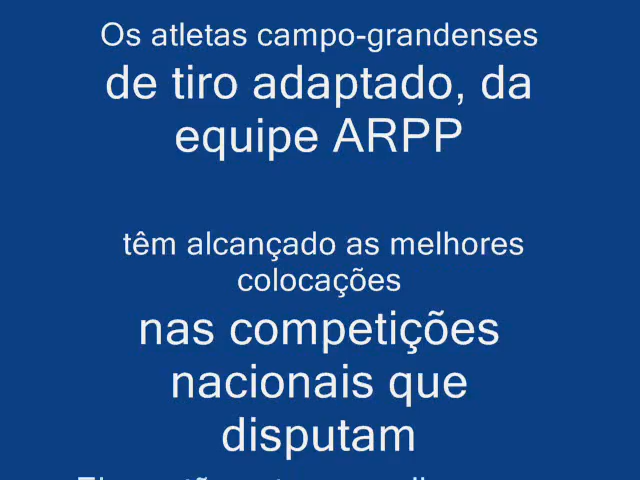 Os atletas campo-grandenses
de tiro adaptado, da
equipe ARPP
têm alcançado as melhores
colocações
nas competições
nacionais que
disputam